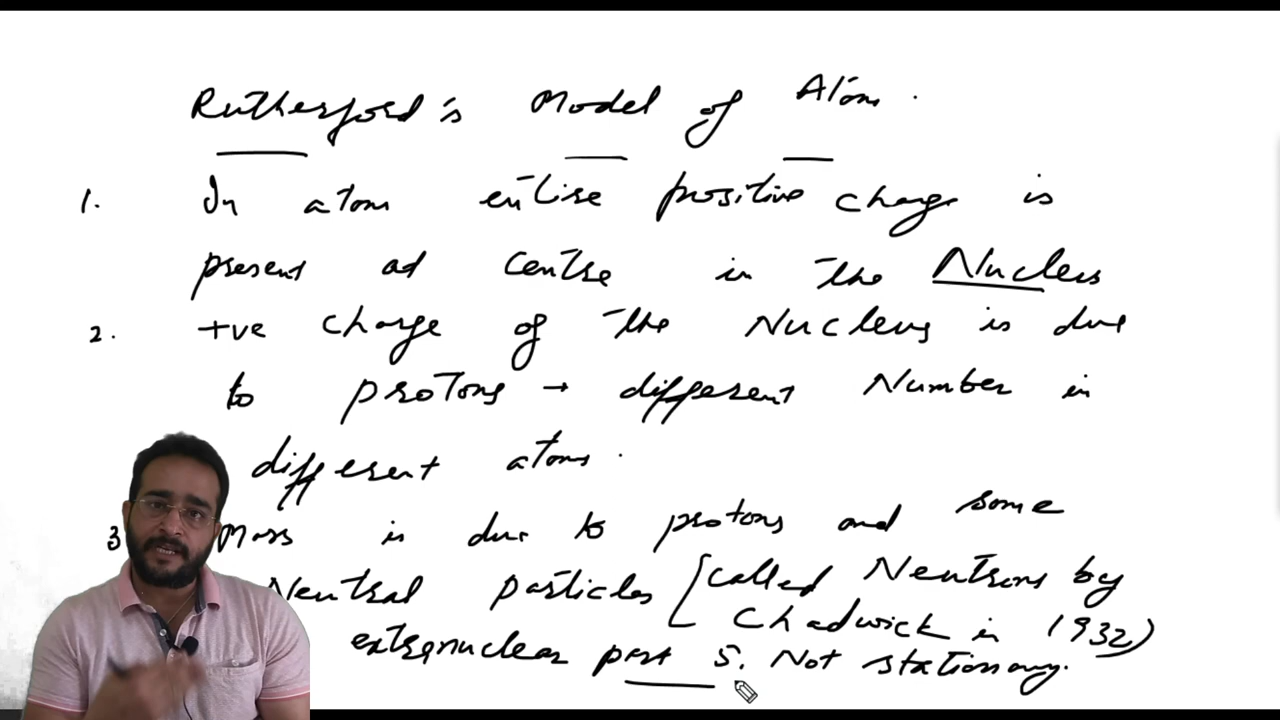 Rutherford's Model of Atom.
1. In atom entire positive charge is
present at centre in the Nucleus
2. +ve charge of the Nucleus is due
to protons → different Number in
different atoms.
3 Mass is due to protons and some
Neutral particles [called Neutrons by
Chadwick in 1932)
extranuclear part 5. Not stationary.